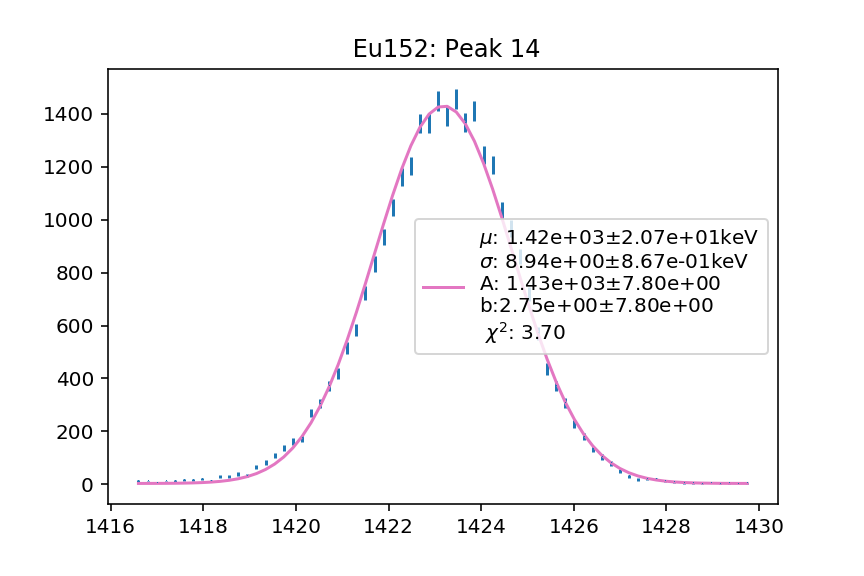 Eu152: Peak 14
1400
1200
1000
800
600
400
200
0
μ: 1.42e+03±2.07e+01keV
σ: 8.94e+00±8.67e-01keV
A: 1.43e+03±7.80e+00
b:2.75e+00±7.80e+00
χ²: 3.70
1416 1418 1420 1422 1424 1426 1428 1430